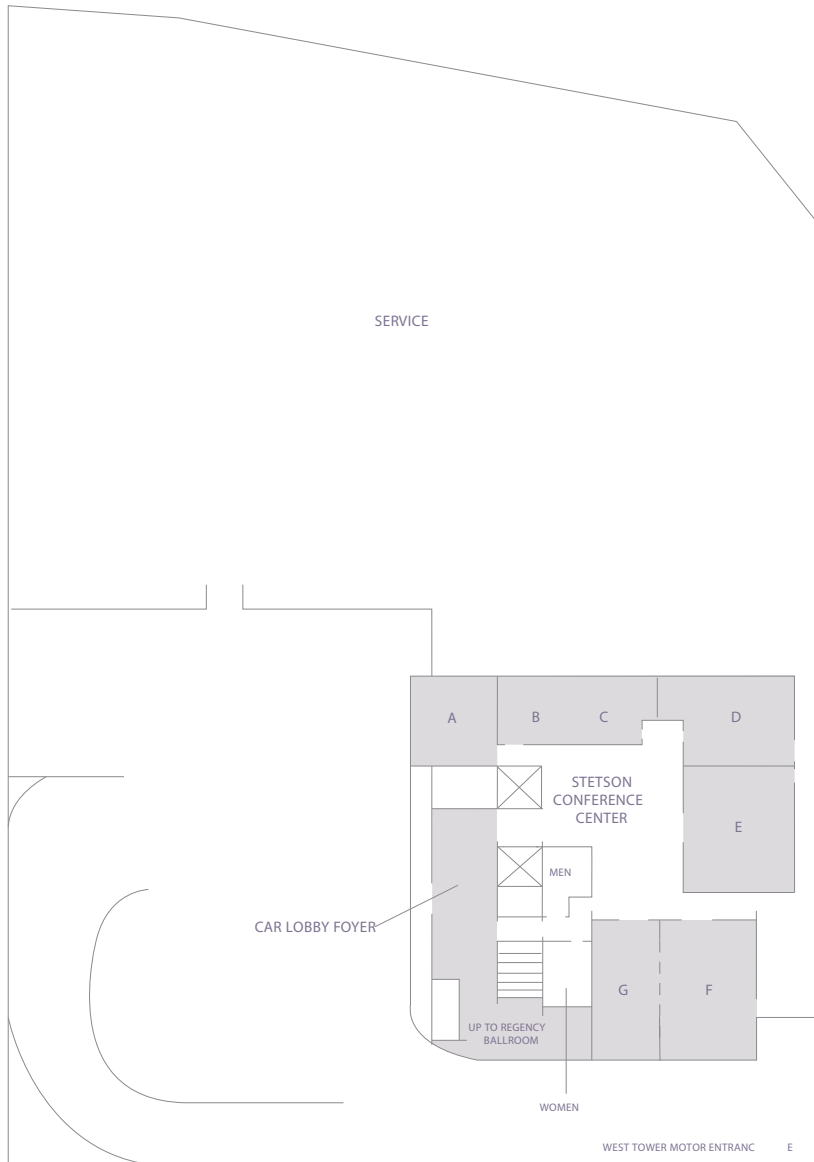 SERVICE
A
B
C
D
STETSON
CONFERENCE
CENTER
E
MEN
CAR LOBBY FOYER
G
F
UP TO REGENCY
BALLROOM
WOMEN
WEST TOWER MOTOR ENTRANC E